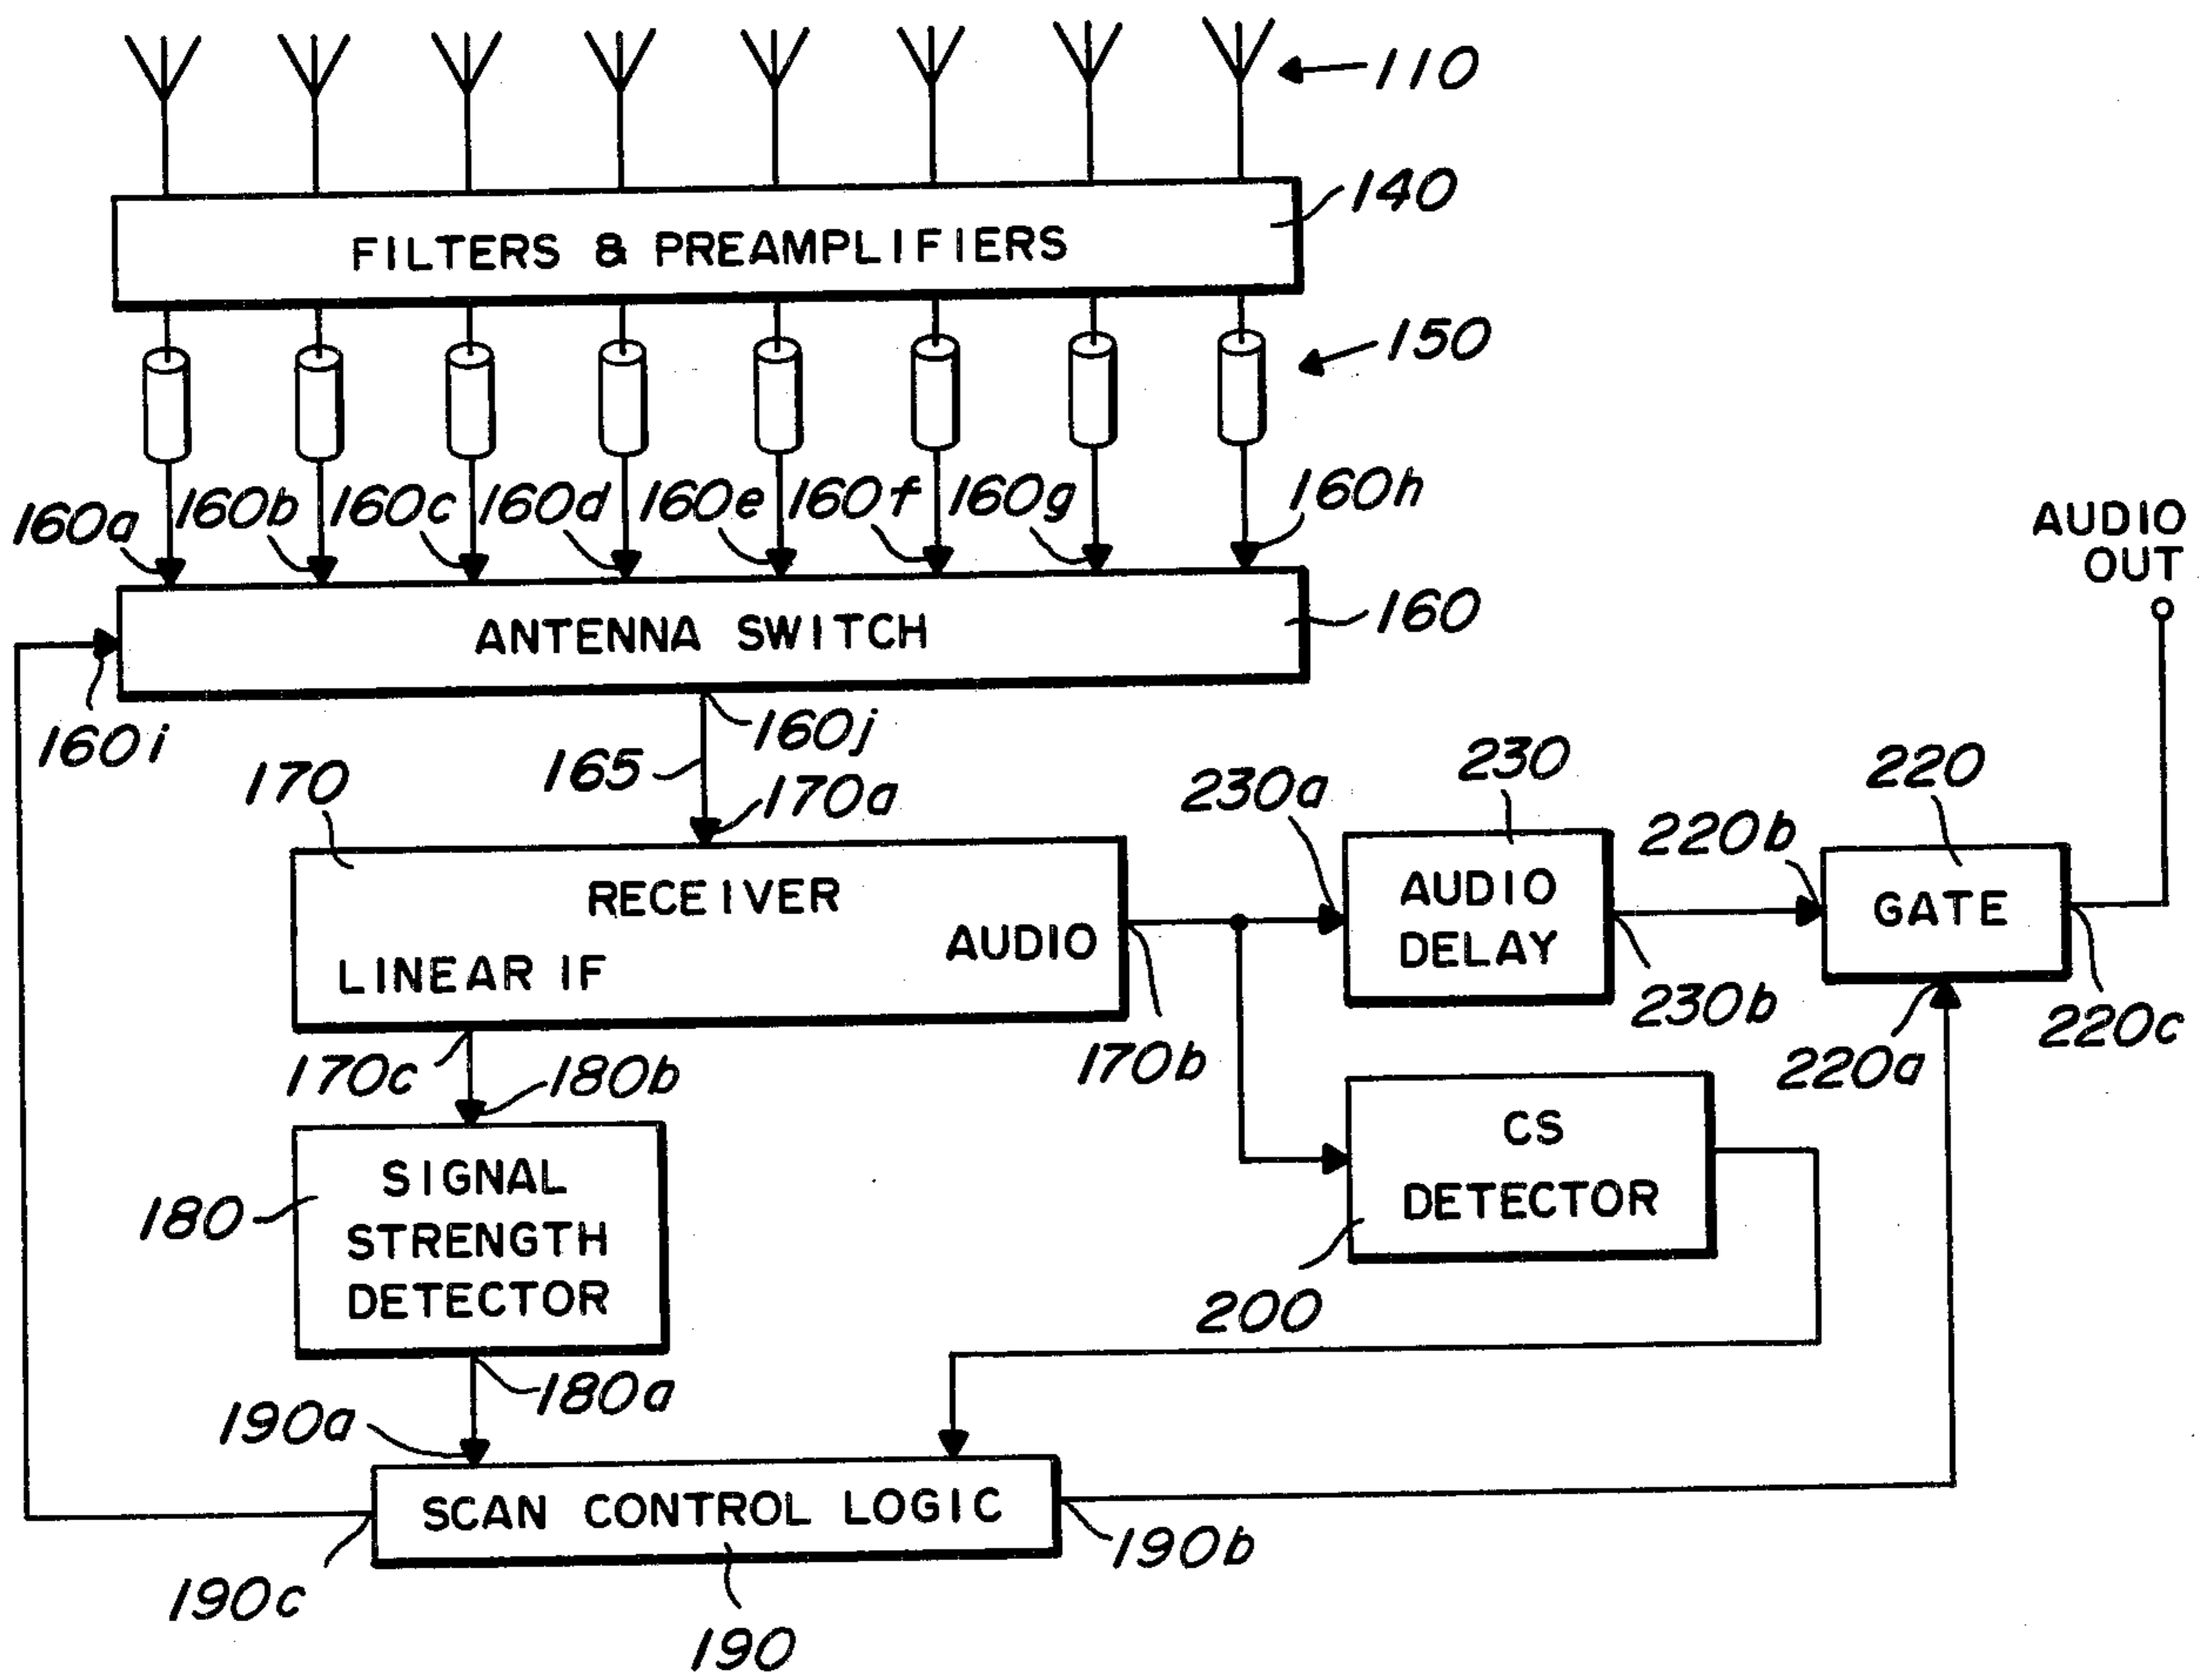 110
140
FILTERS & PREAMPLIFIERS
150
160a 160b 160c 160d 160e 160f 160g 160h
AUDIO
OUT
ANTENNA SWITCH
160
160i
160j
165
170
170a
230a
230
220b
220
RECEIVER
AUDIO
LINEAR IF
AUDIO
DELAY
GATE
170c
180b
170b
230b
220a
220c
CS
DETECTOR
180
SIGNAL
STRENGTH
DETECTOR
200
180a
190a
SCAN CONTROL LOGIC
190b
190c
190